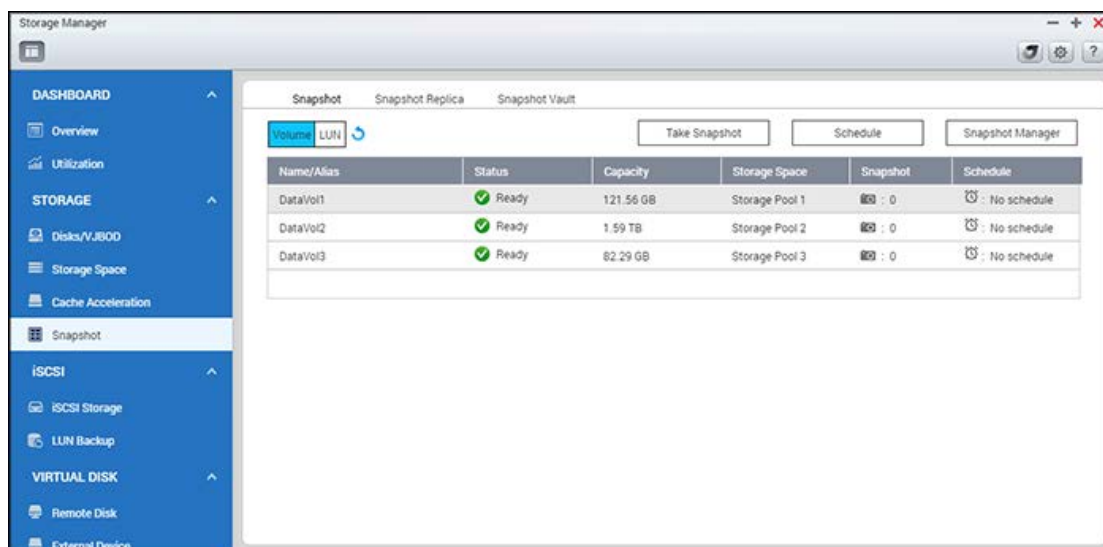 Storage Manager
?
DASHBOARD
Overview
Utilization
STORAGE
Disks/VJBOD
Storage Space
Cache Acceleration
Snapshot
iSCSI
iSCSI Storage
LUN Backup
VIRTUAL DISK
Remote Disk
External Device
Snapshot Snapshot Replica Snapshot Vault
Volume LUN Take Snapshot Schedule Snapshot Manager
Name/Alias Status Capacity Storage Space Snapshot Schedule
DataVol1 Ready 121.56 GB Storage Pool 1 : 0 : No schedule
DataVol2 Ready 1.59 TB Storage Pool 2 : 0 : No schedule
DataVol3 Ready 82.29 GB Storage Pool 3 : 0 : No schedule